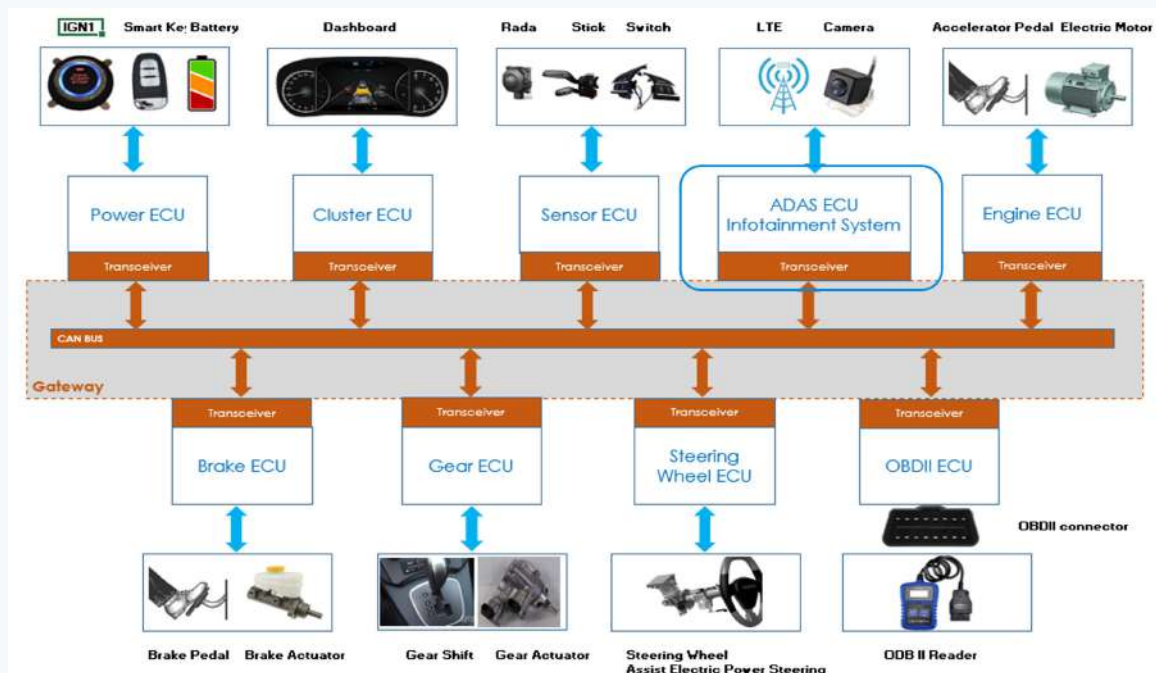 IGN1 Smart Key Battery
Dashboard
Rada Stick Switch
LTE Camera
Accelerator Pedal Electric Motor
Power ECU
Cluster ECU
Sensor ECU
ADAS ECU
Infotainment System
Engine ECU
Transceiver
Transceiver
Transceiver
Transceiver
Transceiver
CAN BUS
Gateway
Transceiver
Transceiver
Transceiver
Transceiver
Brake ECU
Gear ECU
Steering
Wheel ECU
OBDII ECU
OBDII connector
Brake Pedal Brake Actuator
Gear Shift Gear Actuator
Steering Wheel
Assist Electric Power Steering
ODB II Reader